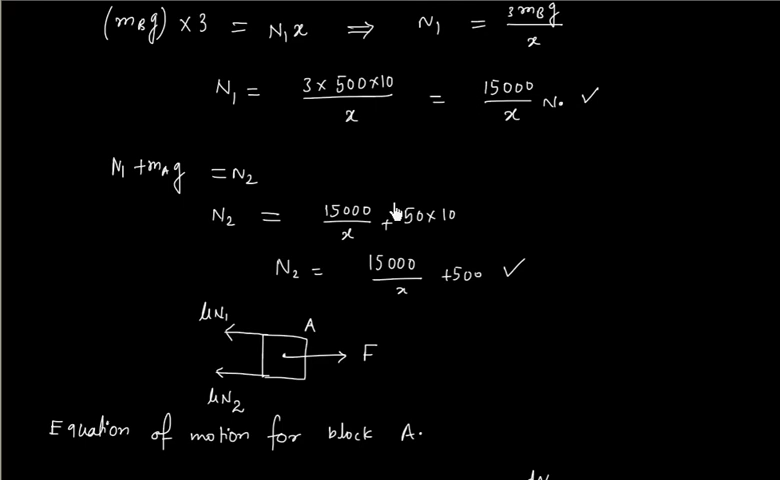 (m_B g) × 3 = N₁x ⇒ N₁ = 3m_B g / x
N₁ = 3 × 500 × 10 / x = 15000 / x N. ✓
N₁ + m_A g = N₂
N₂ = 15000 / x + 50 × 10
N₂ = 15000 / x + 500 ✓
μN₁
A
F
μN₂
Equation of motion for block A.